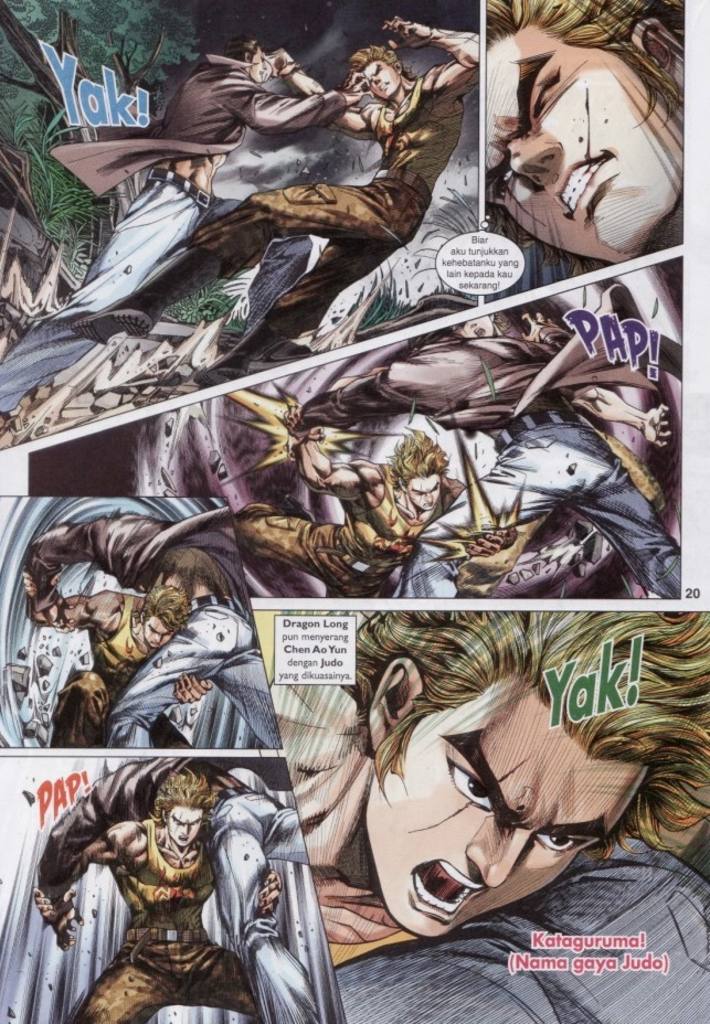 Yak!
Biar
aku tunjukkan
kehebatanku yang
lain kepada kau
sekarang!
PAP!
20
Dragon Long
pun menyerang
Chen Ao Yun
dengan Judo
yang dikuasainya.
Yak!
PAP!
Kataguruma!
(Nama gaya Judo)